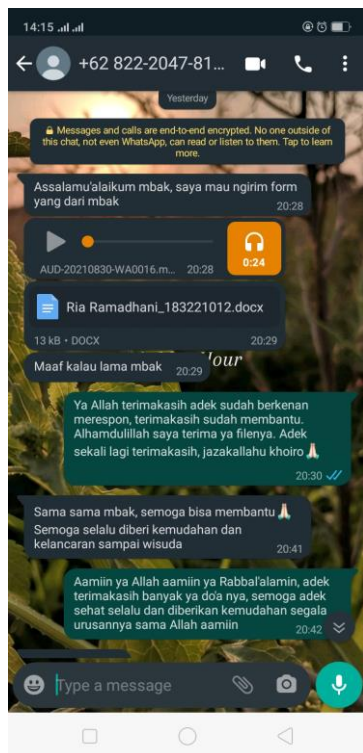 14:15
+62 822-2047-81...
Yesterday
Messages and calls are end-to-end encrypted. No one outside of
this chat, not even WhatsApp, can read or listen to them. Tap to learn
more.
Assalamu'alaikum mbak, saya mau ngirim form
yang dari mbak
20:28
0:24
AUD-20210830-WA0016.m... 20:28
Ria Ramadhani_183221012.docx
13 kB • DOCX 20:29
Maaf kalau lama mbak 20:29
Ya Allah terimakasih adek sudah berkenan
merespon, terimakasih sudah membantu.
Alhamdulillah saya terima ya filenya. Adek
sekali lagi terimakasih, jazakallahu khoiro🙏🏻
20:30
Sama sama mbak, semoga bisa membantu🙏🏻
Semoga selalu diberi kemudahan dan
kelancaran sampai wisuda
20:41
Aamiin ya Allah aamiin ya Rabbal'alamin, adek
terimakasih banyak ya do'a nya, semoga adek
sehat selalu dan diberikan kemudahan segala
urusannya sama Allah aamiin
20:42
Type a message